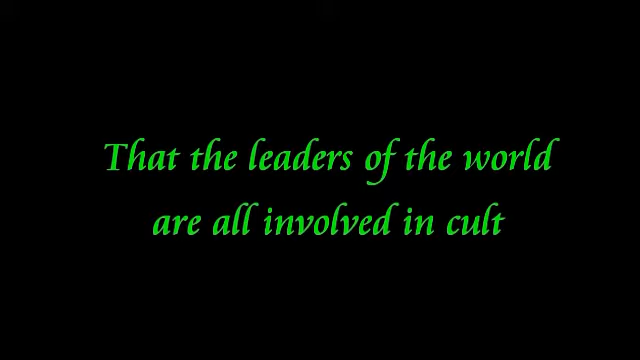 That the leaders of the world
are all involved in cult